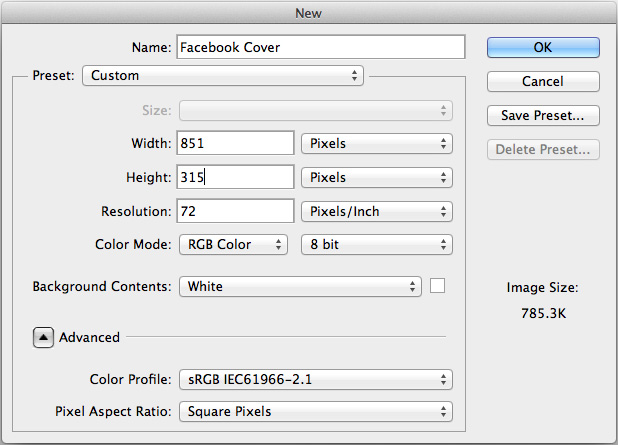 New
Name: Facebook Cover
OK
Preset: Custom
Cancel
Size:
Save Preset...
Width: 851 Pixels
Delete Preset...
Height: 315 Pixels
Resolution: 72 Pixels/Inch
Color Mode: RGB Color 8 bit
Background Contents: White
Image Size:
785.3K
Advanced
Color Profile: sRGB IEC61966-2.1
Pixel Aspect Ratio: Square Pixels